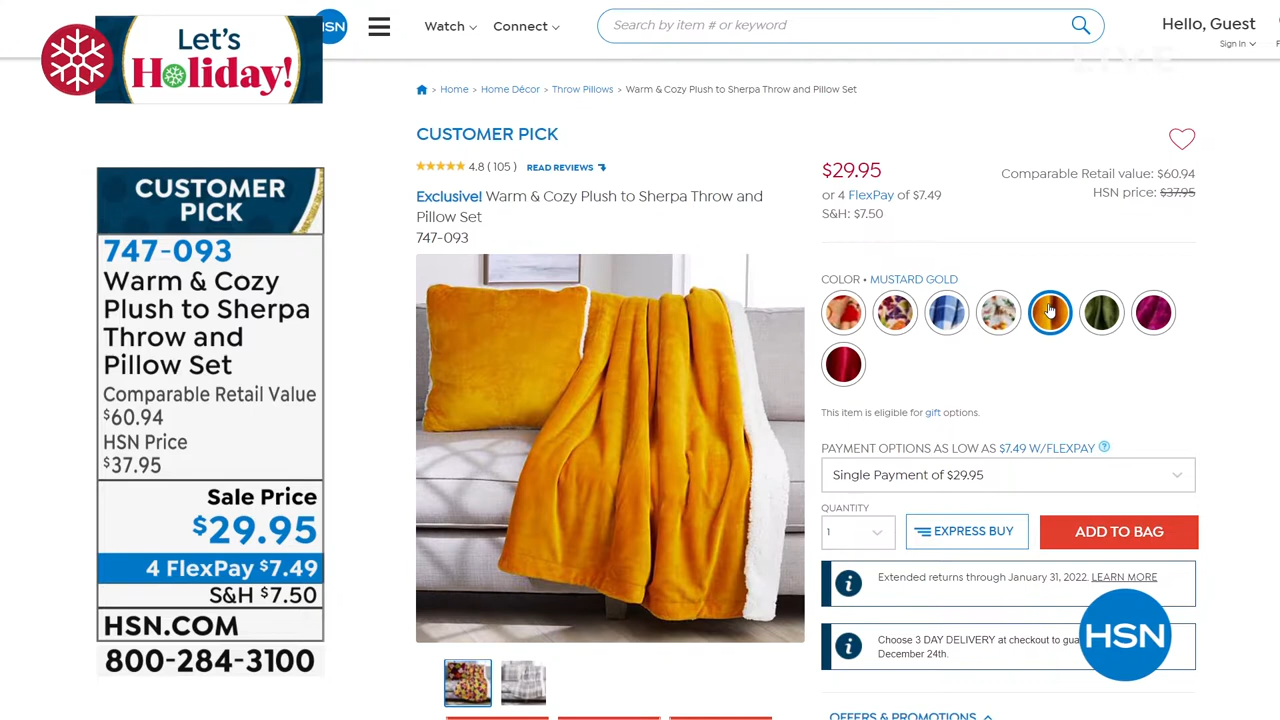 Let's
Holiday!
HSN
Watch
Connect
Search by item # or keyword
Hello, Guest
Sign In
LIVE
Home > Home Décor > Throw Pillows > Warm & Cozy Plush to Sherpa Throw and Pillow Set
CUSTOMER
PICK
747-093
Warm & Cozy
Plush to Sherpa
Throw and
Pillow Set
Comparable Retail Value
$60.94
HSN Price
$37.95
Sale Price
$29.95
4 FlexPay $7.49
S&H $7.50
HSN.COM
800-284-3100
CUSTOMER PICK
4.8 ( 105 ) READ REVIEWS
Exclusive! Warm & Cozy Plush to Sherpa Throw and
Pillow Set
747-093
$29.95
or 4 FlexPay of $7.49
S&H: $7.50
Comparable Retail value: $60.94
HSN price: $37.95
COLOR • MUSTARD GOLD
This item is eligible for gift options.
PAYMENT OPTIONS AS LOW AS $7.49 W/FLEXPAY ?
Single Payment of $29.95
QUANTITY
1
EXPRESS BUY
ADD TO BAG
Extended returns through January 31, 2022. LEARN MORE
Choose 3 DAY DELIVERY at checkout to
December 24th.
HSN
OFFERS & PROMOTIONS